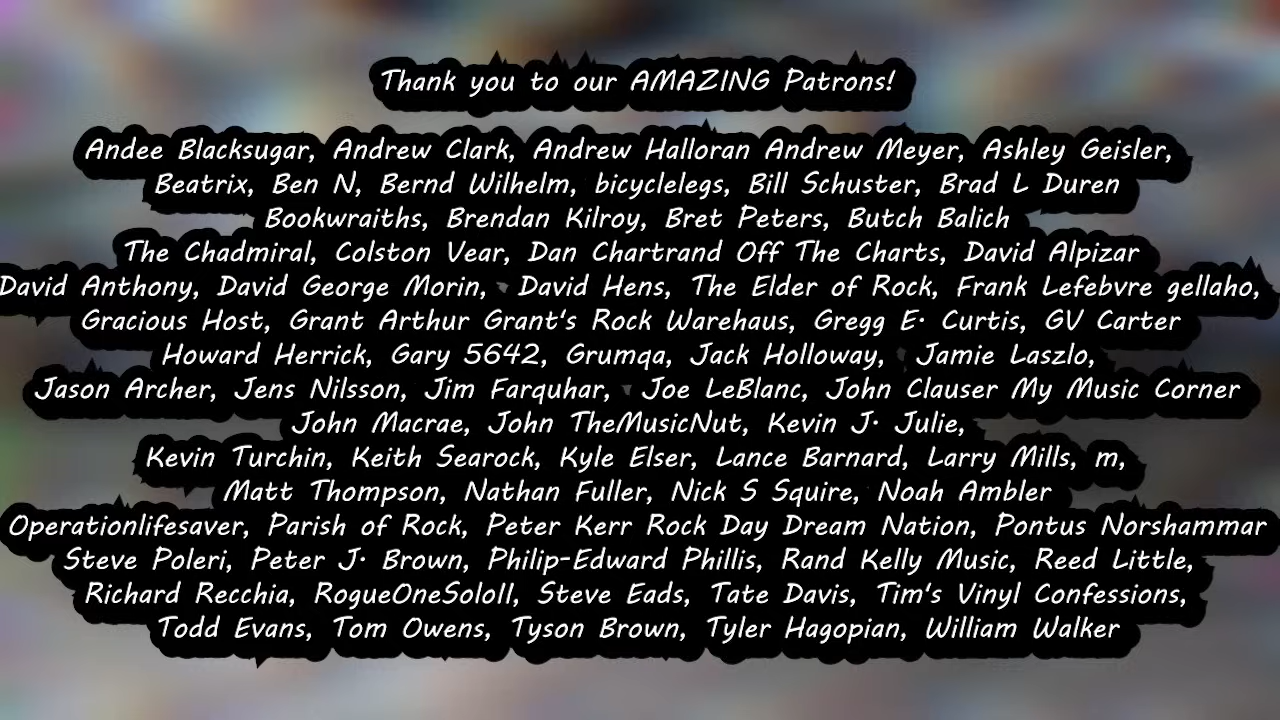 Thank you to our AMAZING Patrons!
Andee Blacksugar, Andrew Clark, Andrew Halloran Andrew Meyer, Ashley Geisler,
Beatrix, Ben N, Bernd Wilhelm, bicyclelegs, Bill Schuster, Brad L Duren
Bookwraiths, Brendan Kilroy, Bret Peters, Butch Balich
The Chadmiral, Colston Vear, Dan Chartrand Off The Charts, David Alpizar
David Anthony, David George Morin, David Hens, The Elder of Rock, Frank Lefebvre gellaho,
Gracious Host, Grant Arthur Grant's Rock Warehaus, Gregg E. Curtis, GV Carter
Howard Herrick, Gary 5642, Grumqa, Jack Holloway, Jamie Laszlo,
Jason Archer, Jens Nilsson, Jim Farquhar, Joe LeBlanc, John Clauser My Music Corner
John Macrae, John TheMusicNut, Kevin J. Julie,
Kevin Turchin, Keith Searock, Kyle Elser, Lance Barnard, Larry Mills, m,
Matt Thompson, Nathan Fuller, Nick S Squire, Noah Ambler
Operationlifesaver, Parish of Rock, Peter Kerr Rock Day Dream Nation, Pontus Norshammar
Steve Poleri, Peter J. Brown, Philip-Edward Phillis, Rand Kelly Music, Reed Little,
Richard Recchia, RogueOneSoloII, Steve Eads, Tate Davis, Tim's Vinyl Confessions,
Todd Evans, Tom Owens, Tyson Brown, Tyler Hagopian, William Walker